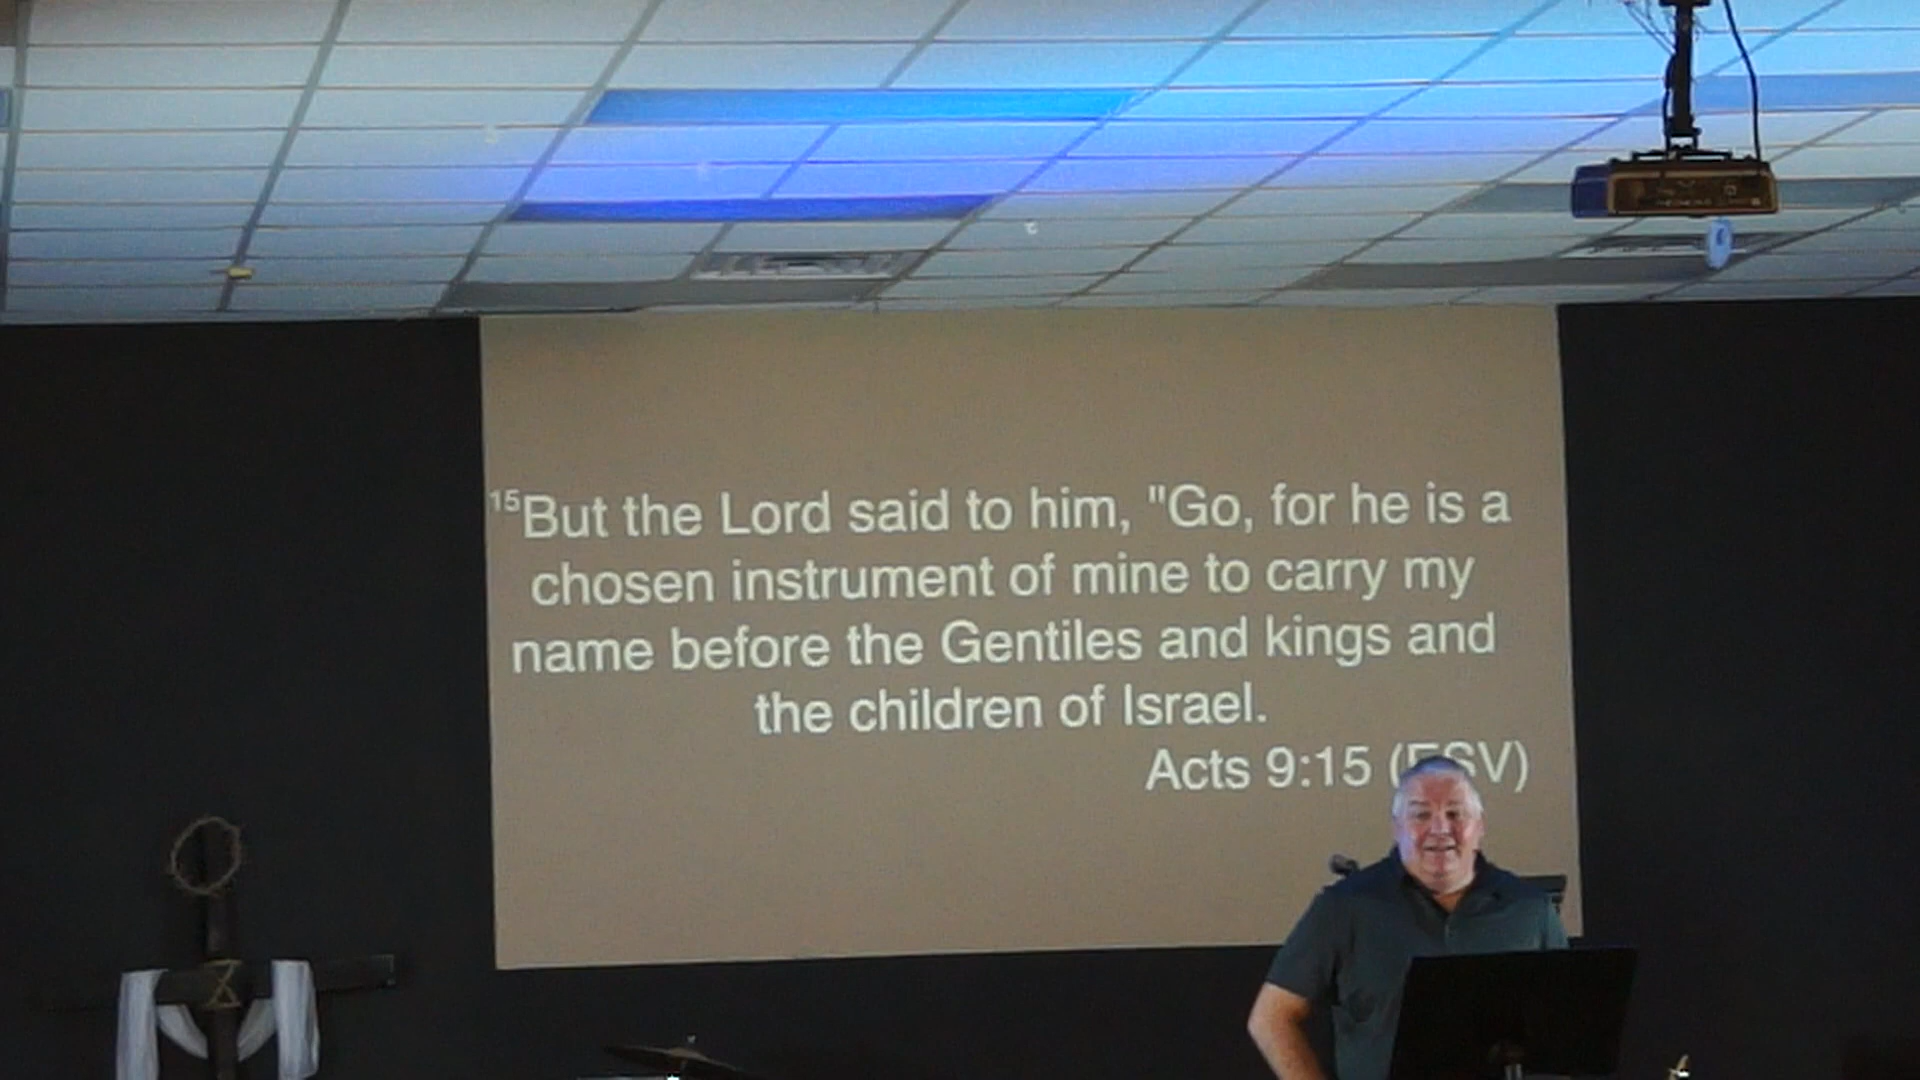 15But the Lord said to him, "Go, for he is a
chosen instrument of mine to carry my
name before the Gentiles and kings and
the children of Israel.
Acts 9:15 (ESV)